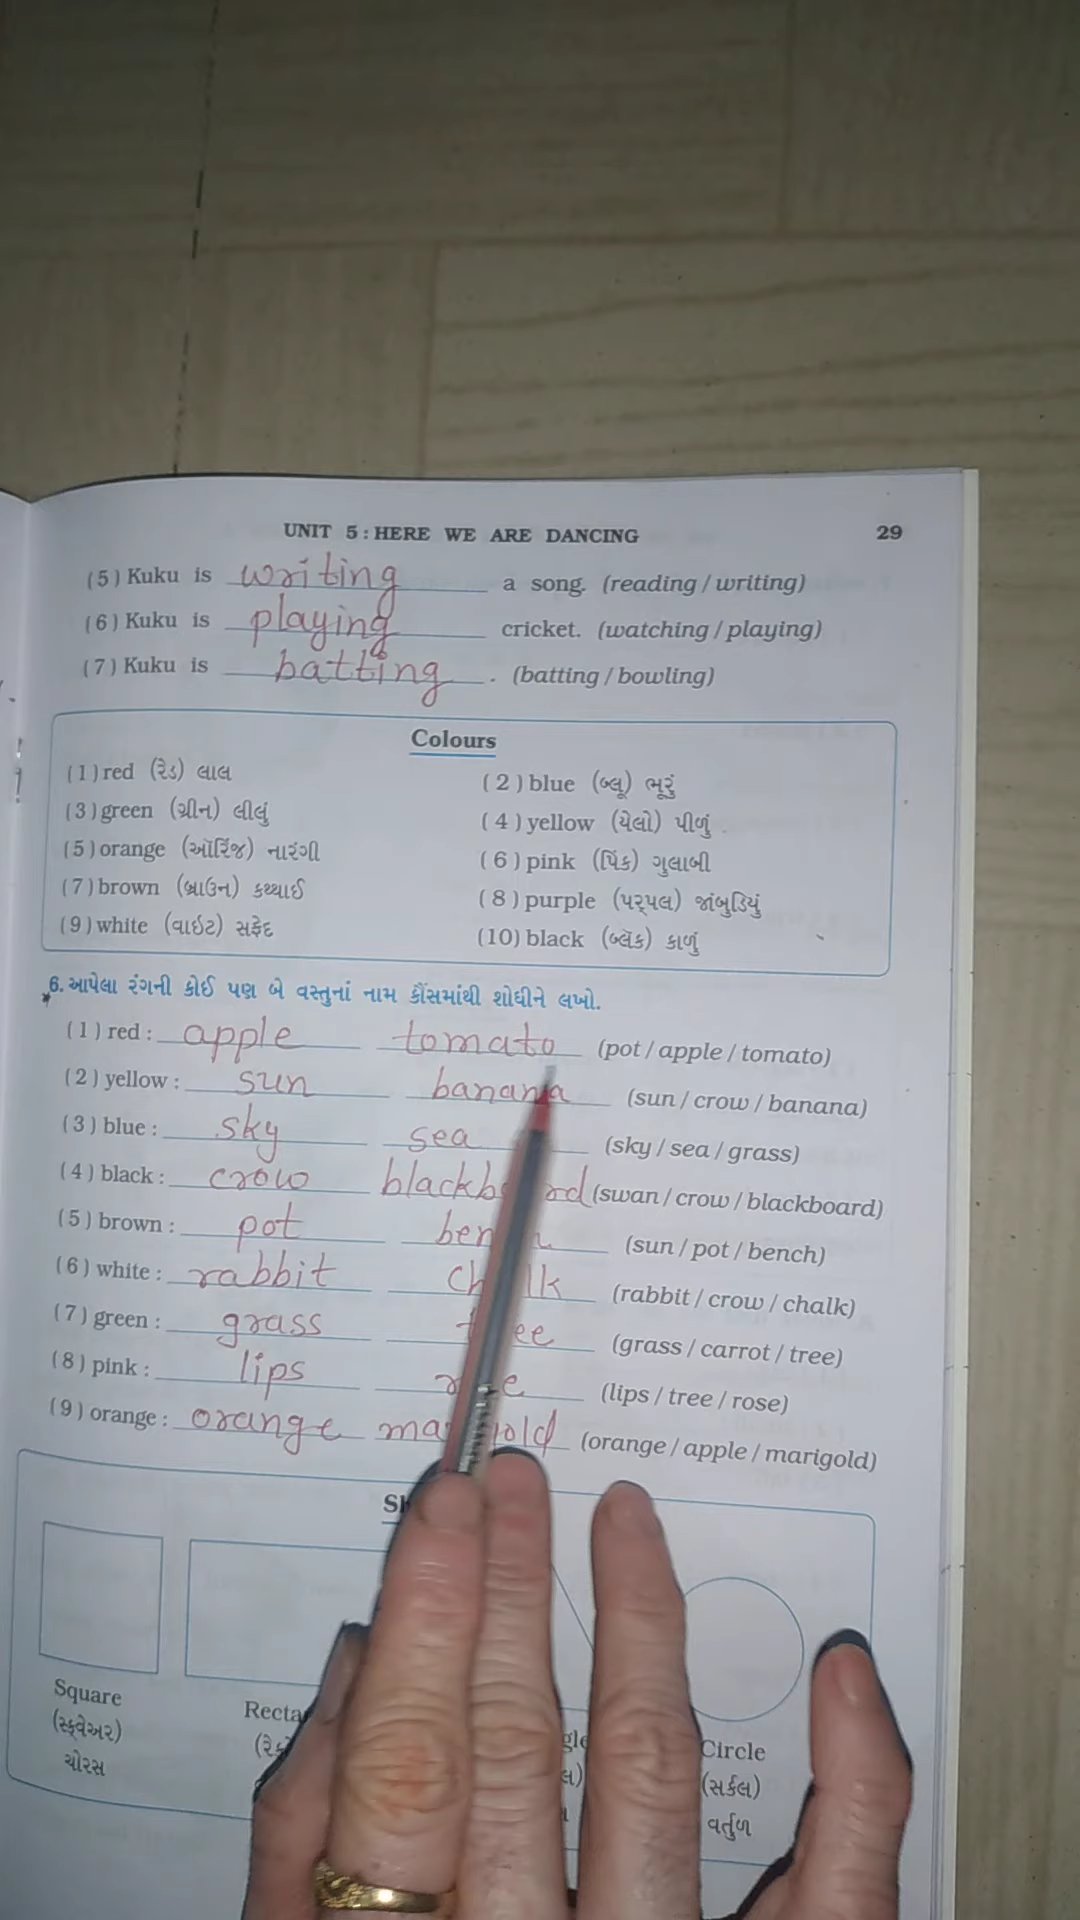 UNIT 5 : HERE WE ARE DANCING 29
(5) Kuku is writing a song. (reading / writing)
(6) Kuku is playing cricket. (watching / playing)
(7) Kuku is batting . (batting / bowling)
Colours
(1) red (રેડ) લાલ (2) blue (બ્લૂ) ભૂરું
(3) green (ગ્રીન) લીલું (4) yellow (યેલો) પીળું
(5) orange (ઑરિંજ) નારંગી (6) pink (પિંક) ગુલાબી
(7) brown (બ્રાઉન) કથ્થાઈ (8) purple (પર્પલ) જાંબુડિયું
(9) white (વાઇટ) સફેદ (10) black (બ્લૅક) કાળું
6. આપેલા રંગની કોઈ પણ બે વસ્તુનાં નામ કૌંસમાંથી શોધીને લખો.
(1) red : apple tomato (pot / apple / tomato)
(2) yellow : sun banana (sun / crow / banana)
(3) blue : sky sea (sky / sea / grass)
(4) black : crow (swan / crow / blackboard)
(5) brown : pot (sun / pot / bench)
(6) white : rabbit (rabbit / crow / chalk)
(7) green : grass (grass / carrot / tree)
(8) pink : lips (lips / tree / rose)
(9) orange : orange (orange / apple / marigold)
Square Circle
(સ્ક્વેઅર) (સર્કલ)
ચોરસ વર્તુળ